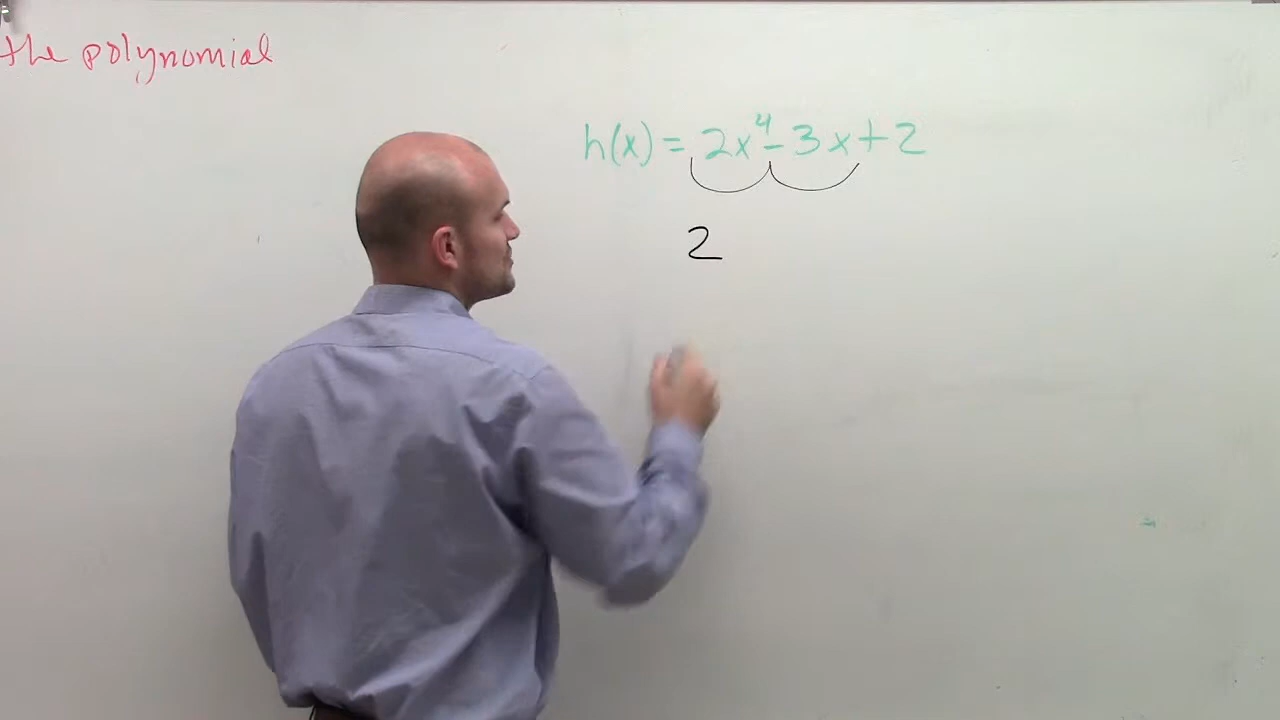 the polynomial
h(x) = 2x⁴ - 3x + 2
2